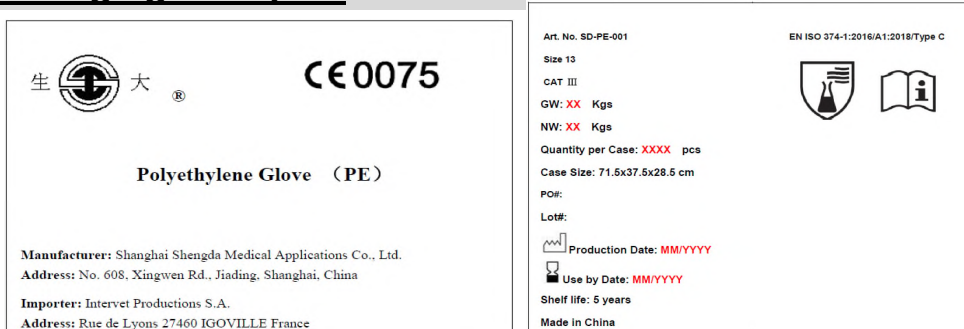 生 大 ®
CE 0075
Polyethylene Glove （PE）
Manufacturer: Shanghai Shengda Medical Applications Co., Ltd.
Address: No. 608, Xingwen Rd., Jiading, Shanghai, China
Importer: Intervet Productions S.A.
Address: Rue de Lyons 27460 IGOVILLE France
Art. No. SD-PE-001
EN ISO 374-1:2016/A1:2018/Type C
Size 13
CAT III
GW: XX Kgs
NW: XX Kgs
Quantity per Case: XXXX pcs
Case Size: 71.5x37.5x28.5 cm
PO#:
Lot#:
Production Date: MM/YYYY
Use by Date: MM/YYYY
Shelf life: 5 years
Made in China